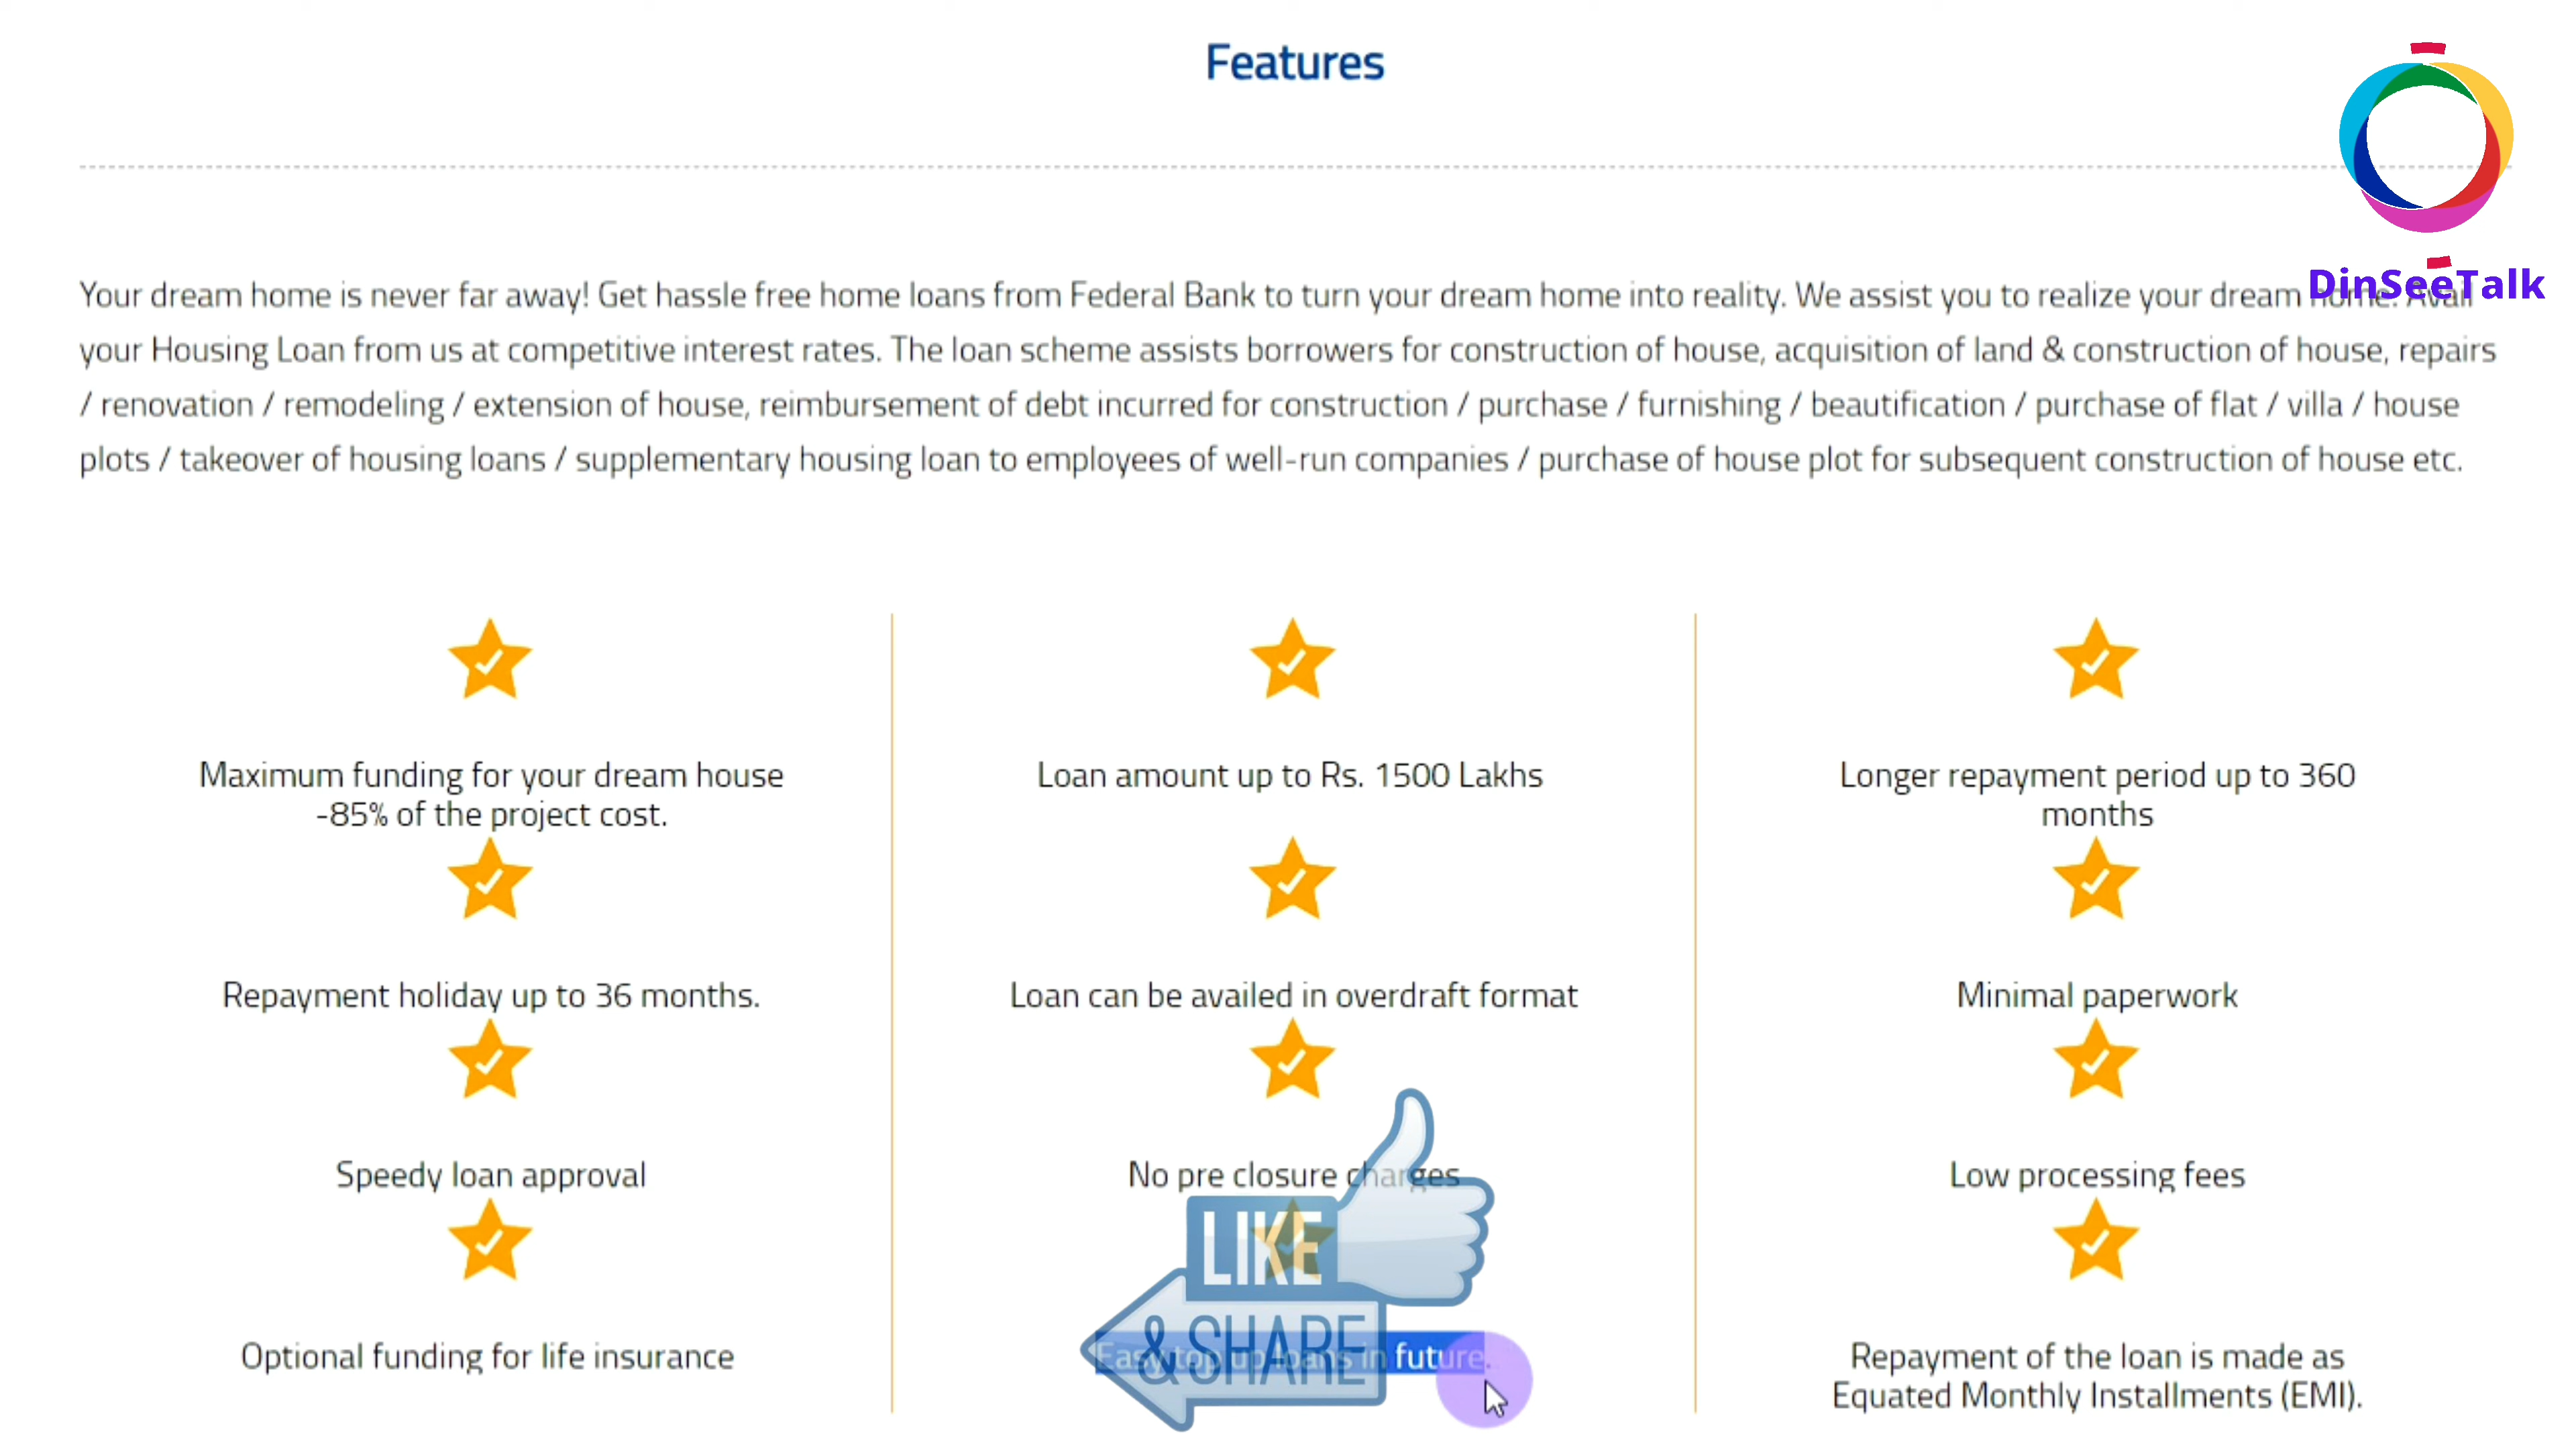 Features
DinSeeTalk
Your dream home is never far away! Get hassle free home loans from Federal Bank to turn your dream home into reality. We assist you to realize your dream home. Avail
your Housing Loan from us at competitive interest rates. The loan scheme assists borrowers for construction of house, acquisition of land & construction of house, repairs
/ renovation / remodeling / extension of house, reimbursement of debt incurred for construction / purchase / furnishing / beautification / purchase of flat / villa / house
plots / takeover of housing loans / supplementary housing loan to employees of well-run companies / purchase of house plot for subsequent construction of house etc.
Maximum funding for your dream house
-85% of the project cost.
Loan amount up to Rs. 1500 Lakhs
Longer repayment period up to 360
months
Repayment holiday up to 36 months.
Loan can be availed in overdraft format
Minimal paperwork
Speedy loan approval
No pre closure charges
Low processing fees
LIKE
& SHARE
Optional funding for life insurance
Easy top up loans in future.
Repayment of the loan is made as
Equated Monthly Installments (EMI).